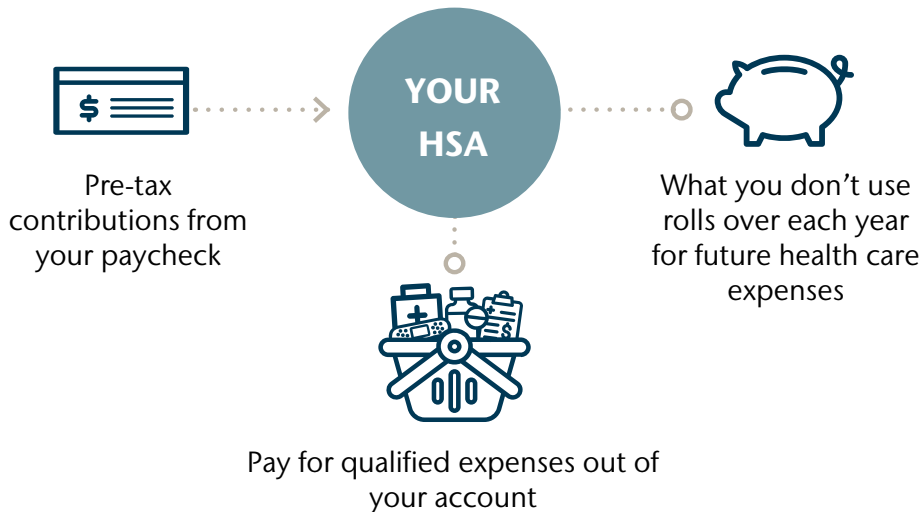 YOUR
HSA
$
Pre-tax
contributions from
your paycheck
What you don’t use
rolls over each year
for future health care
expenses
$
Pay for qualified expenses out of
your account